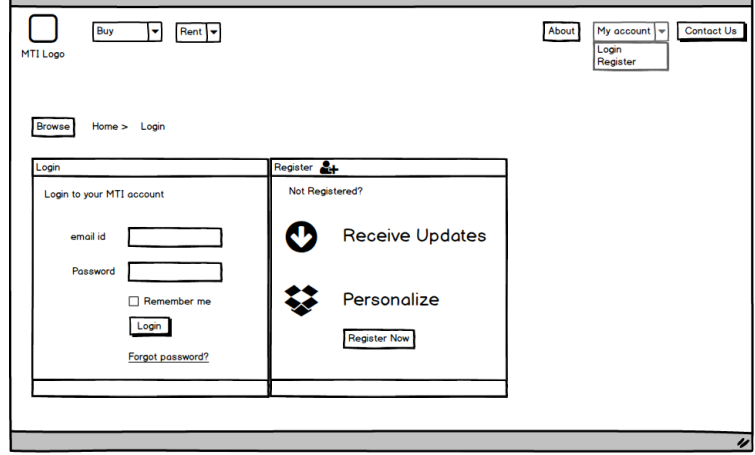 MTI Logo
Buy
Rent
About
My account
Contact Us
Login
Register
Browse
Home > Login
Login
Login to your MTI account
email id
Password
Remember me
Login
Forgot password?
Register
Not Registered?
Receive Updates
Personalize
Register Now